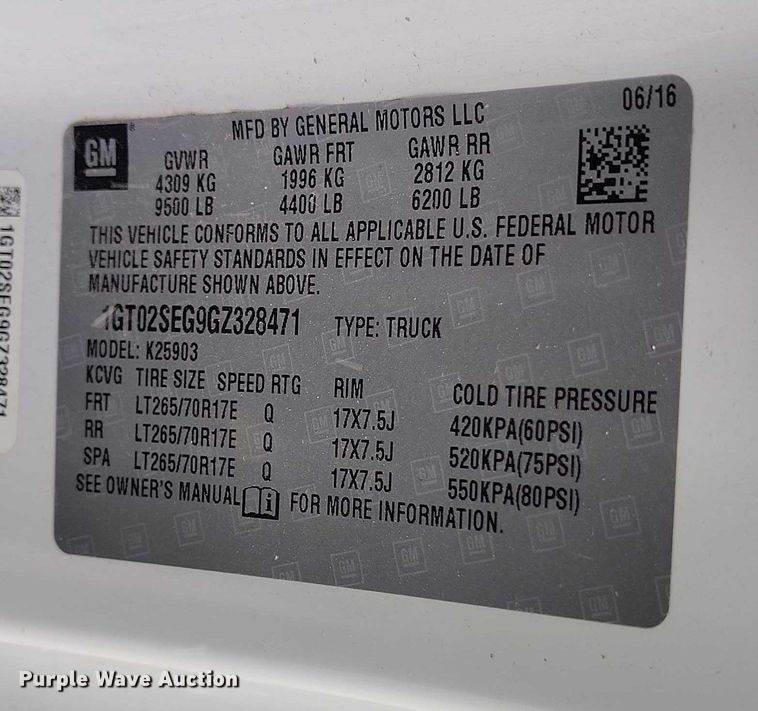 06/16
MFD BY GENERAL MOTORS LLC
GM
GVWR GAWR FRT GAWR RR
4309 KG 1996 KG 2812 KG
9500 LB 4400 LB 6200 LB
THIS VEHICLE CONFORMS TO ALL APPLICABLE U.S. FEDERAL MOTOR
VEHICLE SAFETY STANDARDS IN EFFECT ON THE DATE OF
MANUFACTURE SHOWN ABOVE.
1GT02SEG9GZ328471 TYPE: TRUCK
MODEL: K25903
KCVG TIRE SIZE SPEED RTG RIM COLD TIRE PRESSURE
FRT LT265/70R17E Q 17X7.5J 420KPA(60PSI)
RR LT265/70R17E Q 17X7.5J 520KPA(75PSI)
SPA LT265/70R17E Q 17X7.5J 550KPA(80PSI)
SEE OWNER'S MANUAL FOR MORE INFORMATION.
1GT02SEG9GZ328471
Purple Wave Auction